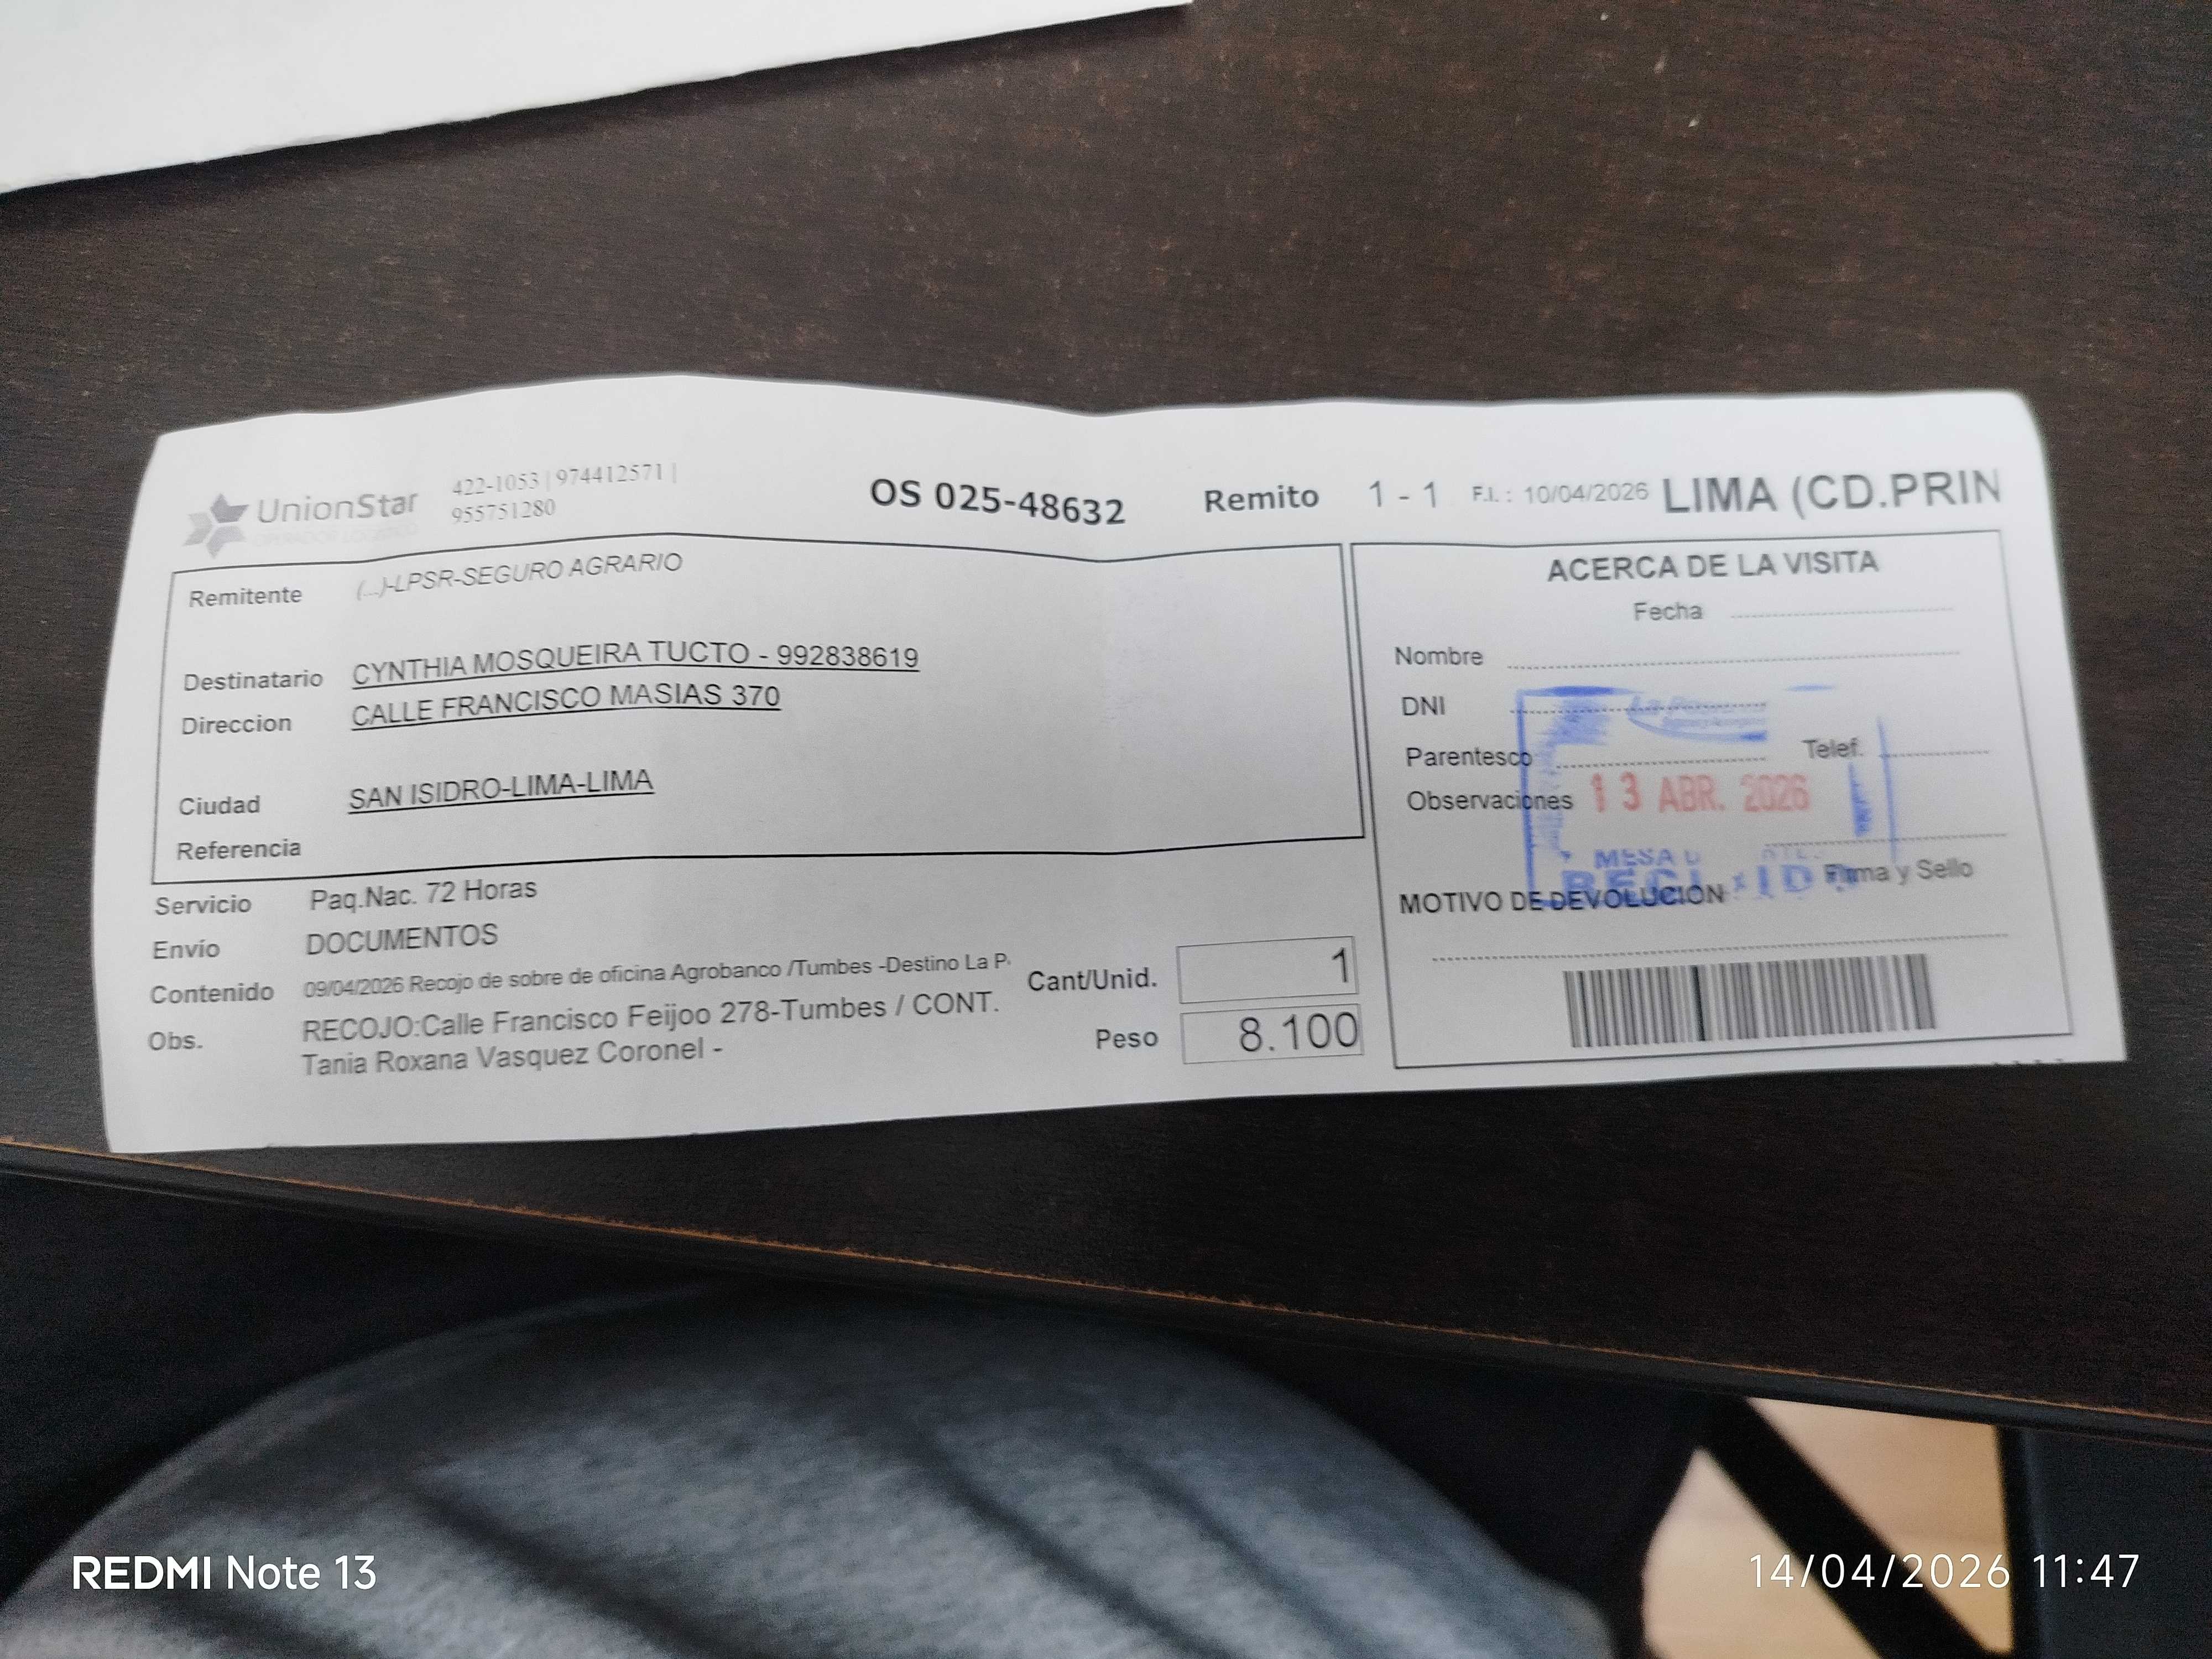 UnionStar
422-1053 | 974412571 |
955751280
OS 025-48632 Remito 1 - 1 F.I. : 10/04/2026 LIMA (CD.PRIN
Remitente (...)-LPSR-SEGURO AGRARIO
Destinatario CYNTHIA MOSQUEIRA TUCTO - 992838619
Direccion CALLE FRANCISCO MASIAS 370
Ciudad SAN ISIDRO-LIMA-LIMA
Referencia
Servicio Paq.Nac. 72 Horas
Envío DOCUMENTOS
Contenido 09/04/2026 Recojo de sobre de oficina Agrobanco /Tumbes -Destino La P
Obs. RECOJO:Calle Francisco Feijoo 278-Tumbes / CONT.
Tania Roxana Vasquez Coronel -
Cant/Unid. 1
Peso 8.100
ACERCA DE LA VISITA
Fecha
Nombre
DNI
Parentesco Telef.
Observaciones
13 ABR. 2026
MESA
Firma y Sello
MOTIVO DE DEVOLUCION
REDMI Note 13
14/04/2026 11:47